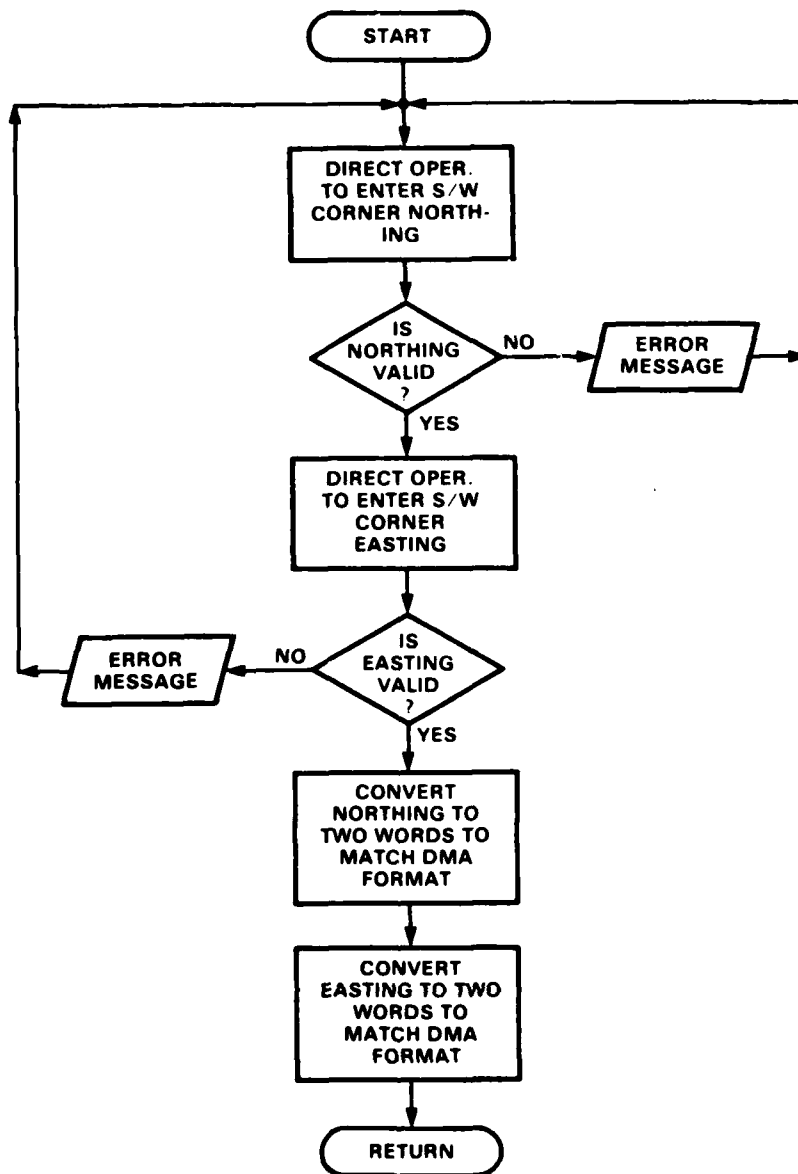 START
DIRECT OPER.
TO ENTER S/W
CORNER NORTH-
ING
IS
NORTHING
VALID
?
NO
ERROR
MESSAGE
YES
DIRECT OPER.
TO ENTER S/W
CORNER
EASTING
IS
EASTING
VALID
?
NO
ERROR
MESSAGE
YES
CONVERT
NORTHING TO
TWO WORDS TO
MATCH DMA
FORMAT
CONVERT
EASTING TO TWO
WORDS TO
MATCH DMA
FORMAT
RETURN